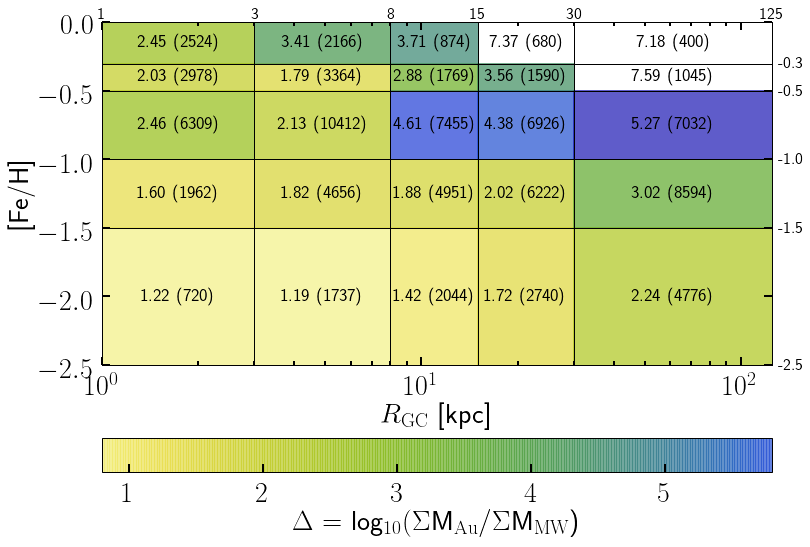 1 3 8 15 30 125
0.0 2.45 (2524) 3.41 (2166) 3.71 (874) 7.37 (680) 7.18 (400)
-0.3
2.03 (2978) 1.79 (3364) 2.88 (1769) 3.56 (1590) 7.59 (1045)
−0.5 -0.5
2.46 (6309) 2.13 (10412) 4.61 (7455) 4.38 (6926) 5.27 (7032)
−1.0 -1.0
[Fe/H]
1.60 (1962) 1.82 (4656) 1.88 (4951) 2.02 (6222) 3.02 (8594)
−1.5 -1.5
−2.0 1.22 (720) 1.19 (1737) 1.42 (2044) 1.72 (2740) 2.24 (4776)
−2.5 -2.5
10⁰ 10¹ 10²
R_GC [kpc]
1 2 3 4 5
Δ = log₁₀(ΣM_Au/ΣM_MW)